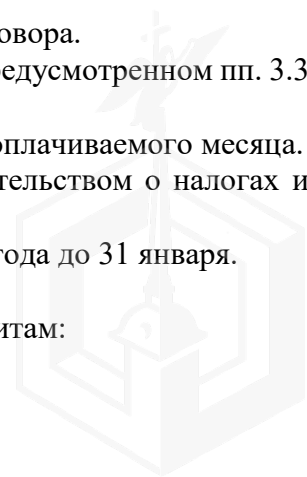 овора.
редусмотренном пп. 3.3
оплачиваемого месяца.
тельством о налогах и
года до 31 января.
итам: